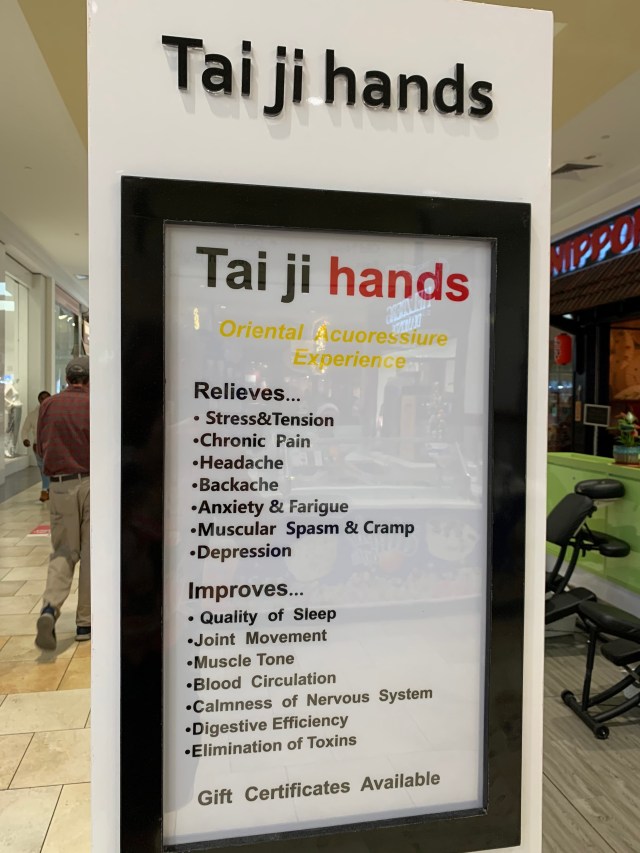 Tai ji hands
Tai ji hands
Oriental Acuoressiure
Experience
Relieves...
• Stress&Tension
•Chronic Pain
•Headache
•Backache
•Anxiety & Farigue
•Muscular Spasm & Cramp
•Depression
Improves...
• Quality of Sleep
•Joint Movement
•Muscle Tone
•Blood Circulation
•Calmness of Nervous System
•Digestive Efficiency
•Elimination of Toxins
Gift Certificates Available